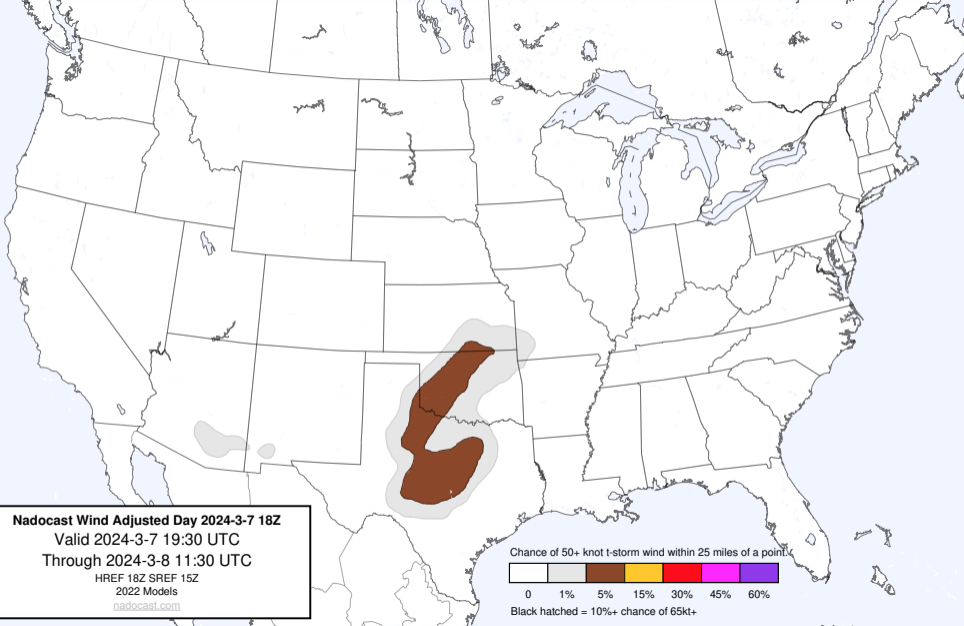 Nadocast Wind Adjusted Day 2024-3-7 18Z
Valid 2024-3-7 19:30 UTC
Through 2024-3-8 11:30 UTC
HREF 18Z SREF 15Z
2022 Models
nadocast.com
Chance of 50+ knot t-storm wind within 25 miles of a point.
0 1% 5% 15% 30% 45% 60%
Black hatched = 10%+ chance of 65kt+